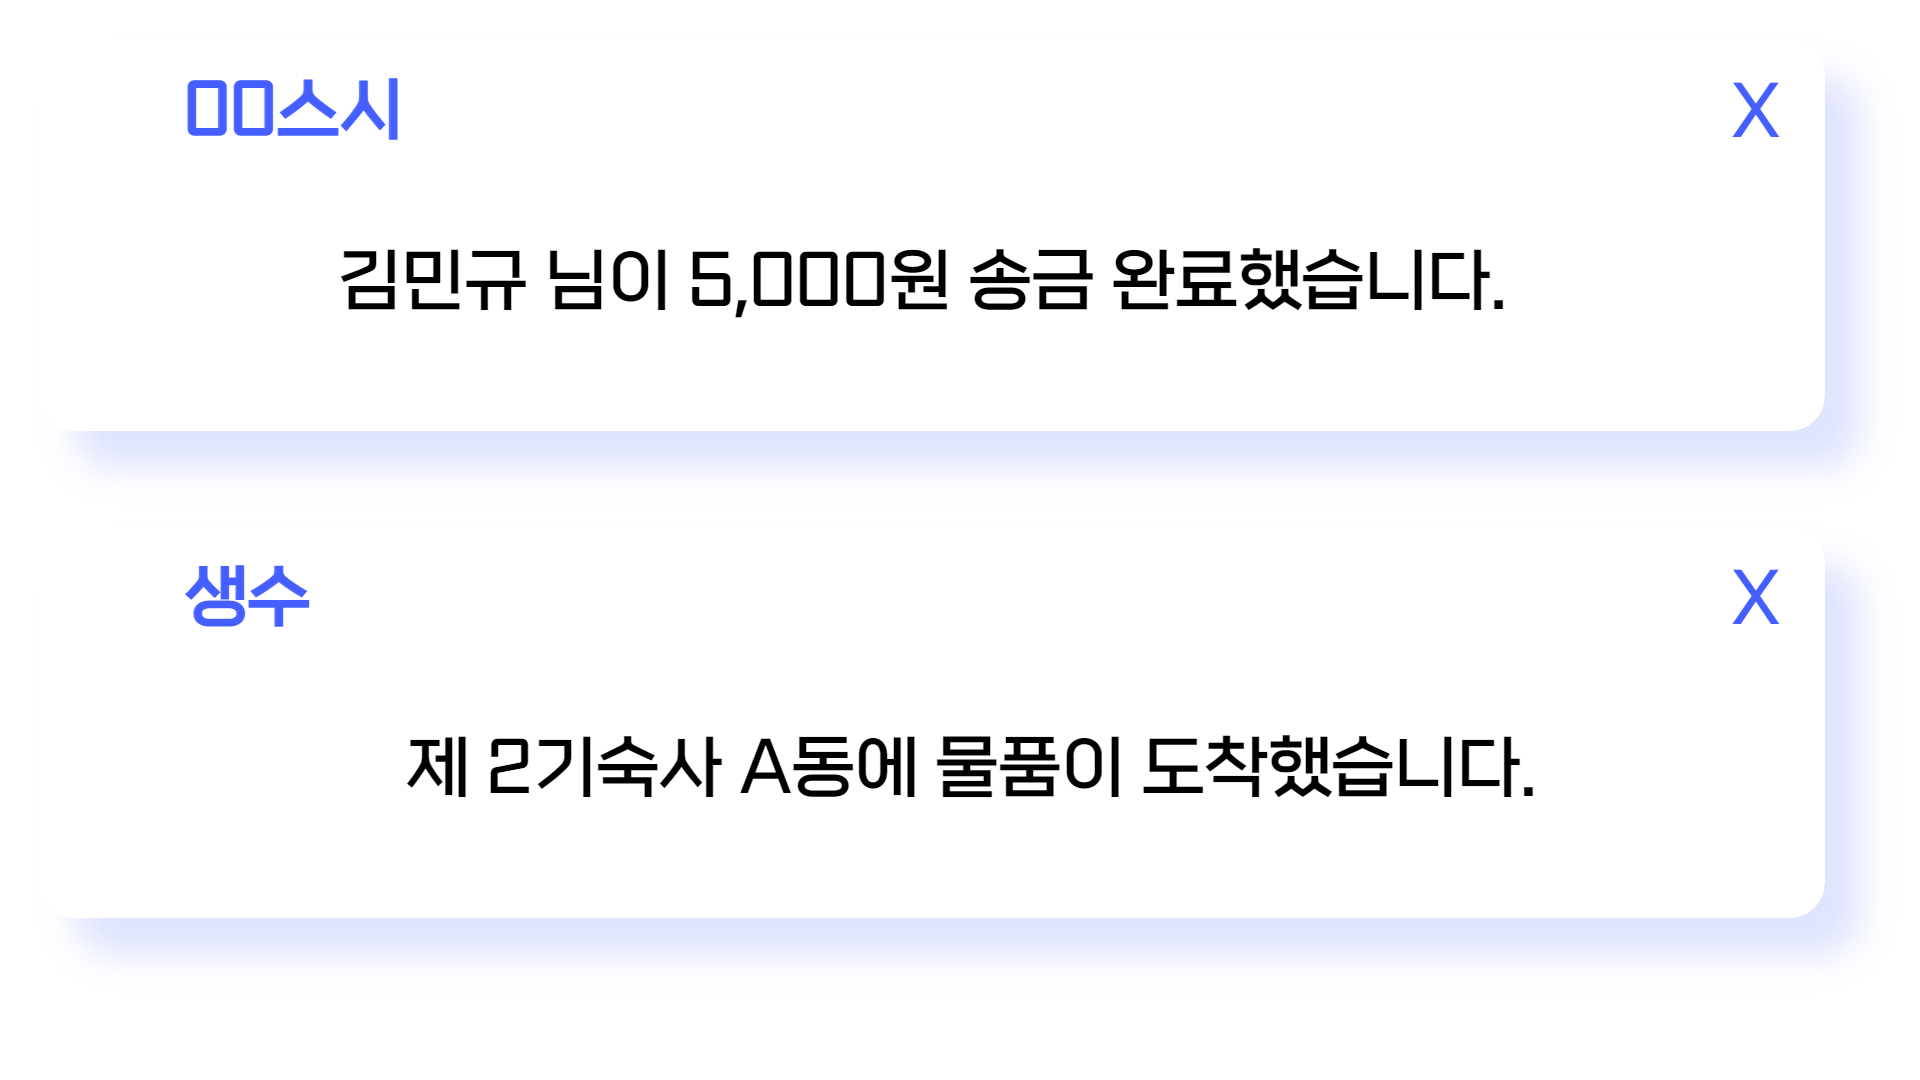 00스시
X
김민규 님이 5,000원 송금 완료했습니다.
생수
X
제 2기숙사 A동에 물품이 도착했습니다.